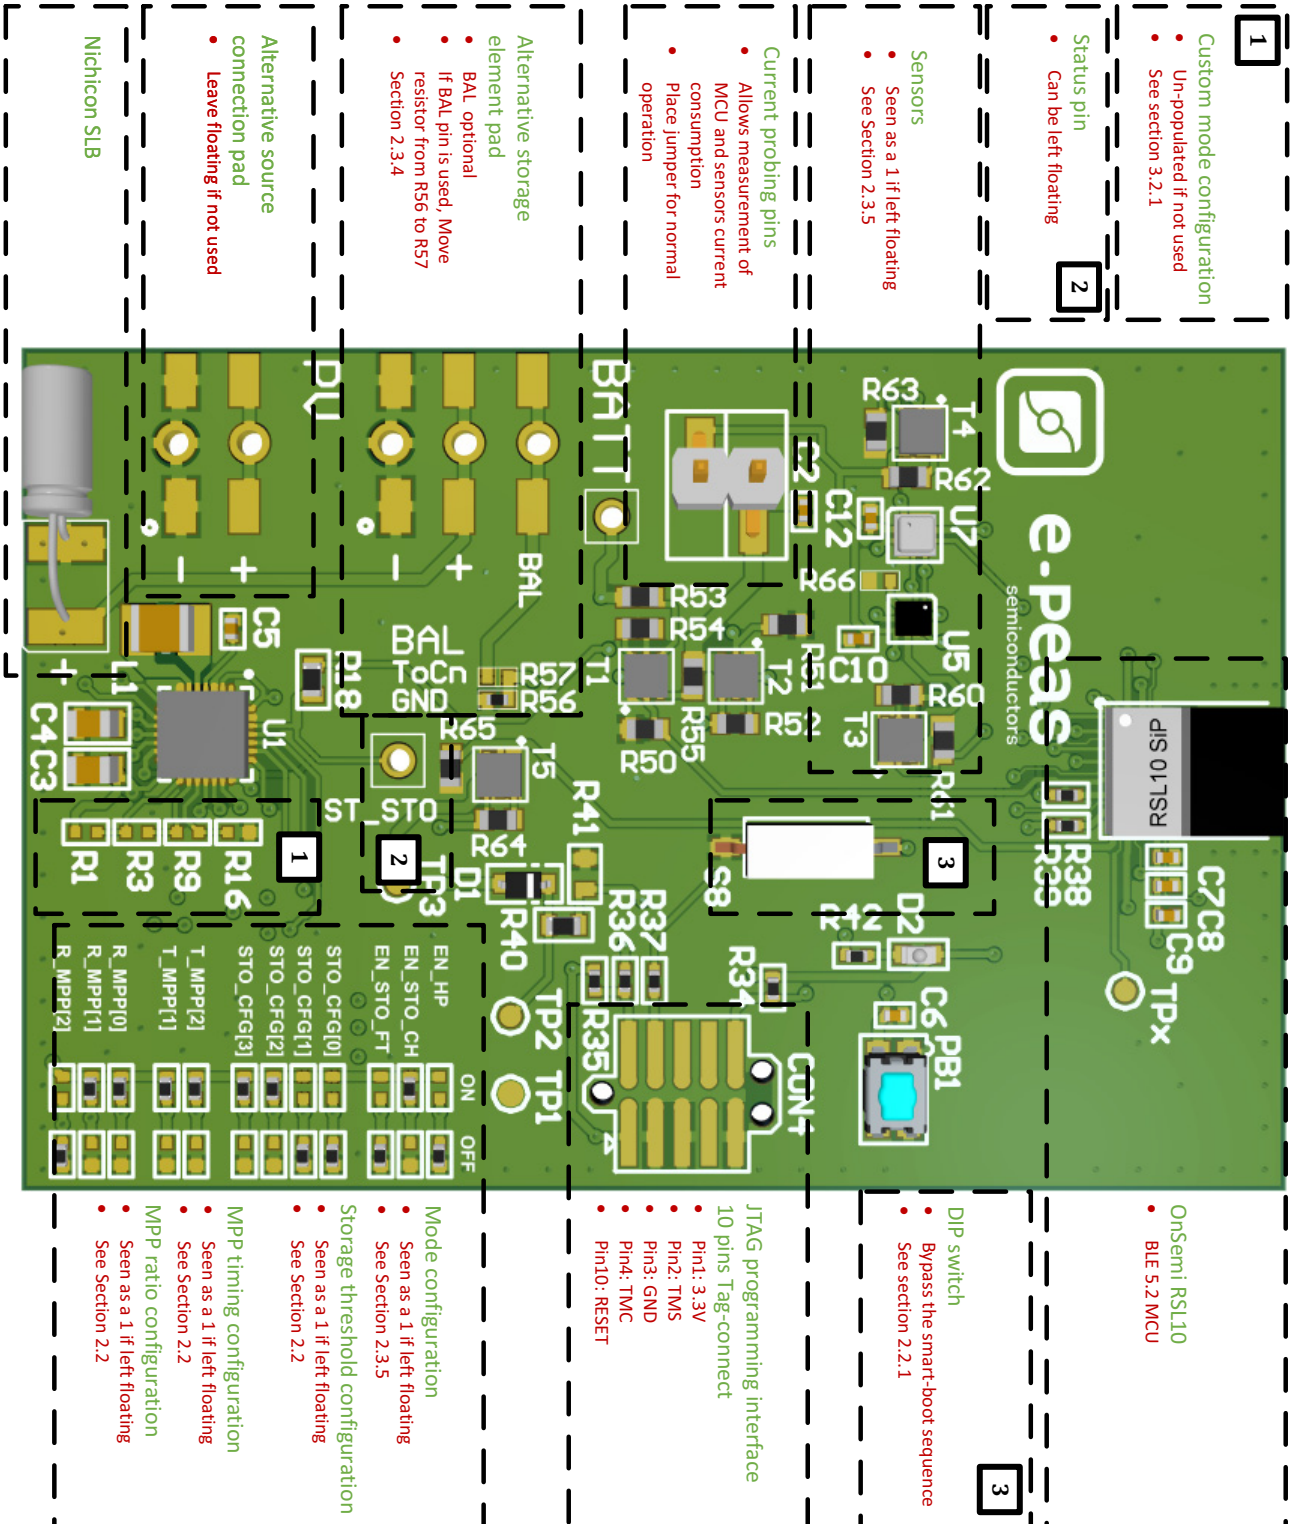 1
Custom mode configuration
• Un-populated if not used
• See section 3.2.1
Status pin
• Can be left floating
2
Sensors
• Seen as a 1 if left floating
• See Section 2.3.5
Current probing pins
• Allows measurement of
MCU and sensors current
consumption
• Place jumper for normal
operation
Alternative storage
element pad
• BAL optional
• If BAL pin is used, Move
resistor from R56 to R57
• Section 2.3.4
Alternative source
connection pad
• Leave floating if not used
Nichicon SLB
e-peas
semiconductors
RSL10 SiP
R39
R38
C7
C8
C9
TPx
R63
T4
R62
U7
C12
C2
R66
U5
C10
R60
T3
R61
R51
BATT
R53
R54
T1
T2
R55
R52
R50
PV
−
+
−
+
BAL
BAL
ToCn
GND
R57
R56
R65
T5
R64
ST_STO
2
TP3
D1
R41
R40
R36
R37
R35
R34
S8
3
R42
D2
C6
PB1
CON1
TP2
TP1
+
L1
C5
R18
U1
C4
C3
R1
R3
R9
R16
1
EN_HP
EN_STO_CH
EN_STO_FT
STO_CFG[0]
STO_CFG[1]
STO_CFG[2]
STO_CFG[3]
T_MPP[2]
T_MPP[1]
R_MPP[0]
R_MPP[1]
R_MPP[2]
ON
OFF
OnSemi RSL10
• BLE 5.2 MCU
DIP switch
• Bypass the smart-boot sequence
• See section 2.2.1
3
JTAG programming interface
10 pins Tag-connect
• Pin1: 3.3V
• Pin2: TMS
• Pin3: GND
• Pin4: TMC
• Pin10: RESET
Mode configuration
• Seen as a 1 if left floating
• See Section 2.3.5
Storage threshold configuration
• Seen as a 1 if left floating
• See Section 2.2
MPP timing configuration
• Seen as a 1 if left floating
• See Section 2.2
MPP ratio configuration
• Seen as a 1 if left floating
• See Section 2.2